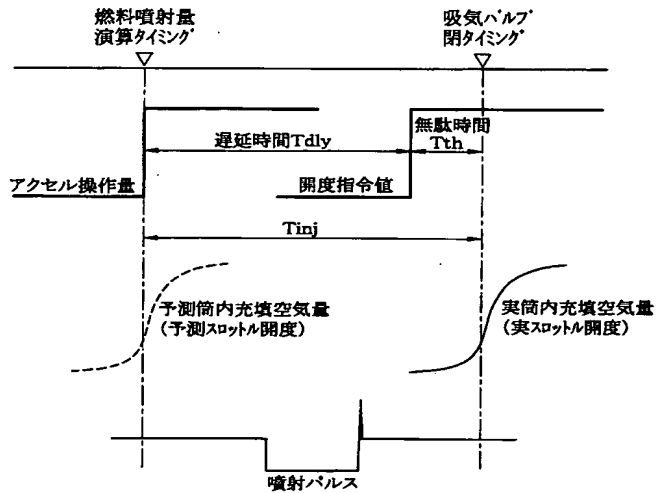 燃料噴射量
演算タイミング
吸気バルブ
閉タイミング
遅延時間Tdly
無駄時間
Tth
アクセル操作量
開度指令値
Tinj
予測筒内充填空気量
(予測スロットル開度)
実筒内充填空気量
(実スロットル開度)
噴射パルス